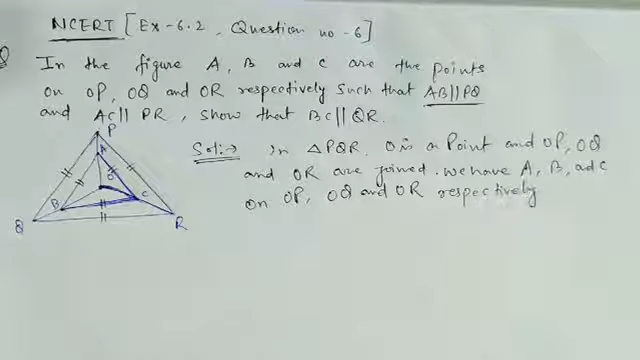 NCERT [Ex-6.2, Question no-6]
Q In the figure A, B and C are the points
on OP, OQ and OR respectively such that AB||PQ
and AC|| PR, show that BC||QR.
Sol:→ In △PQR, O is a Point and OP, OQ
and OR are joined. we have A, B, ad C
on OP, OQ and OR respectively
P
A
O
B
C
Q
R